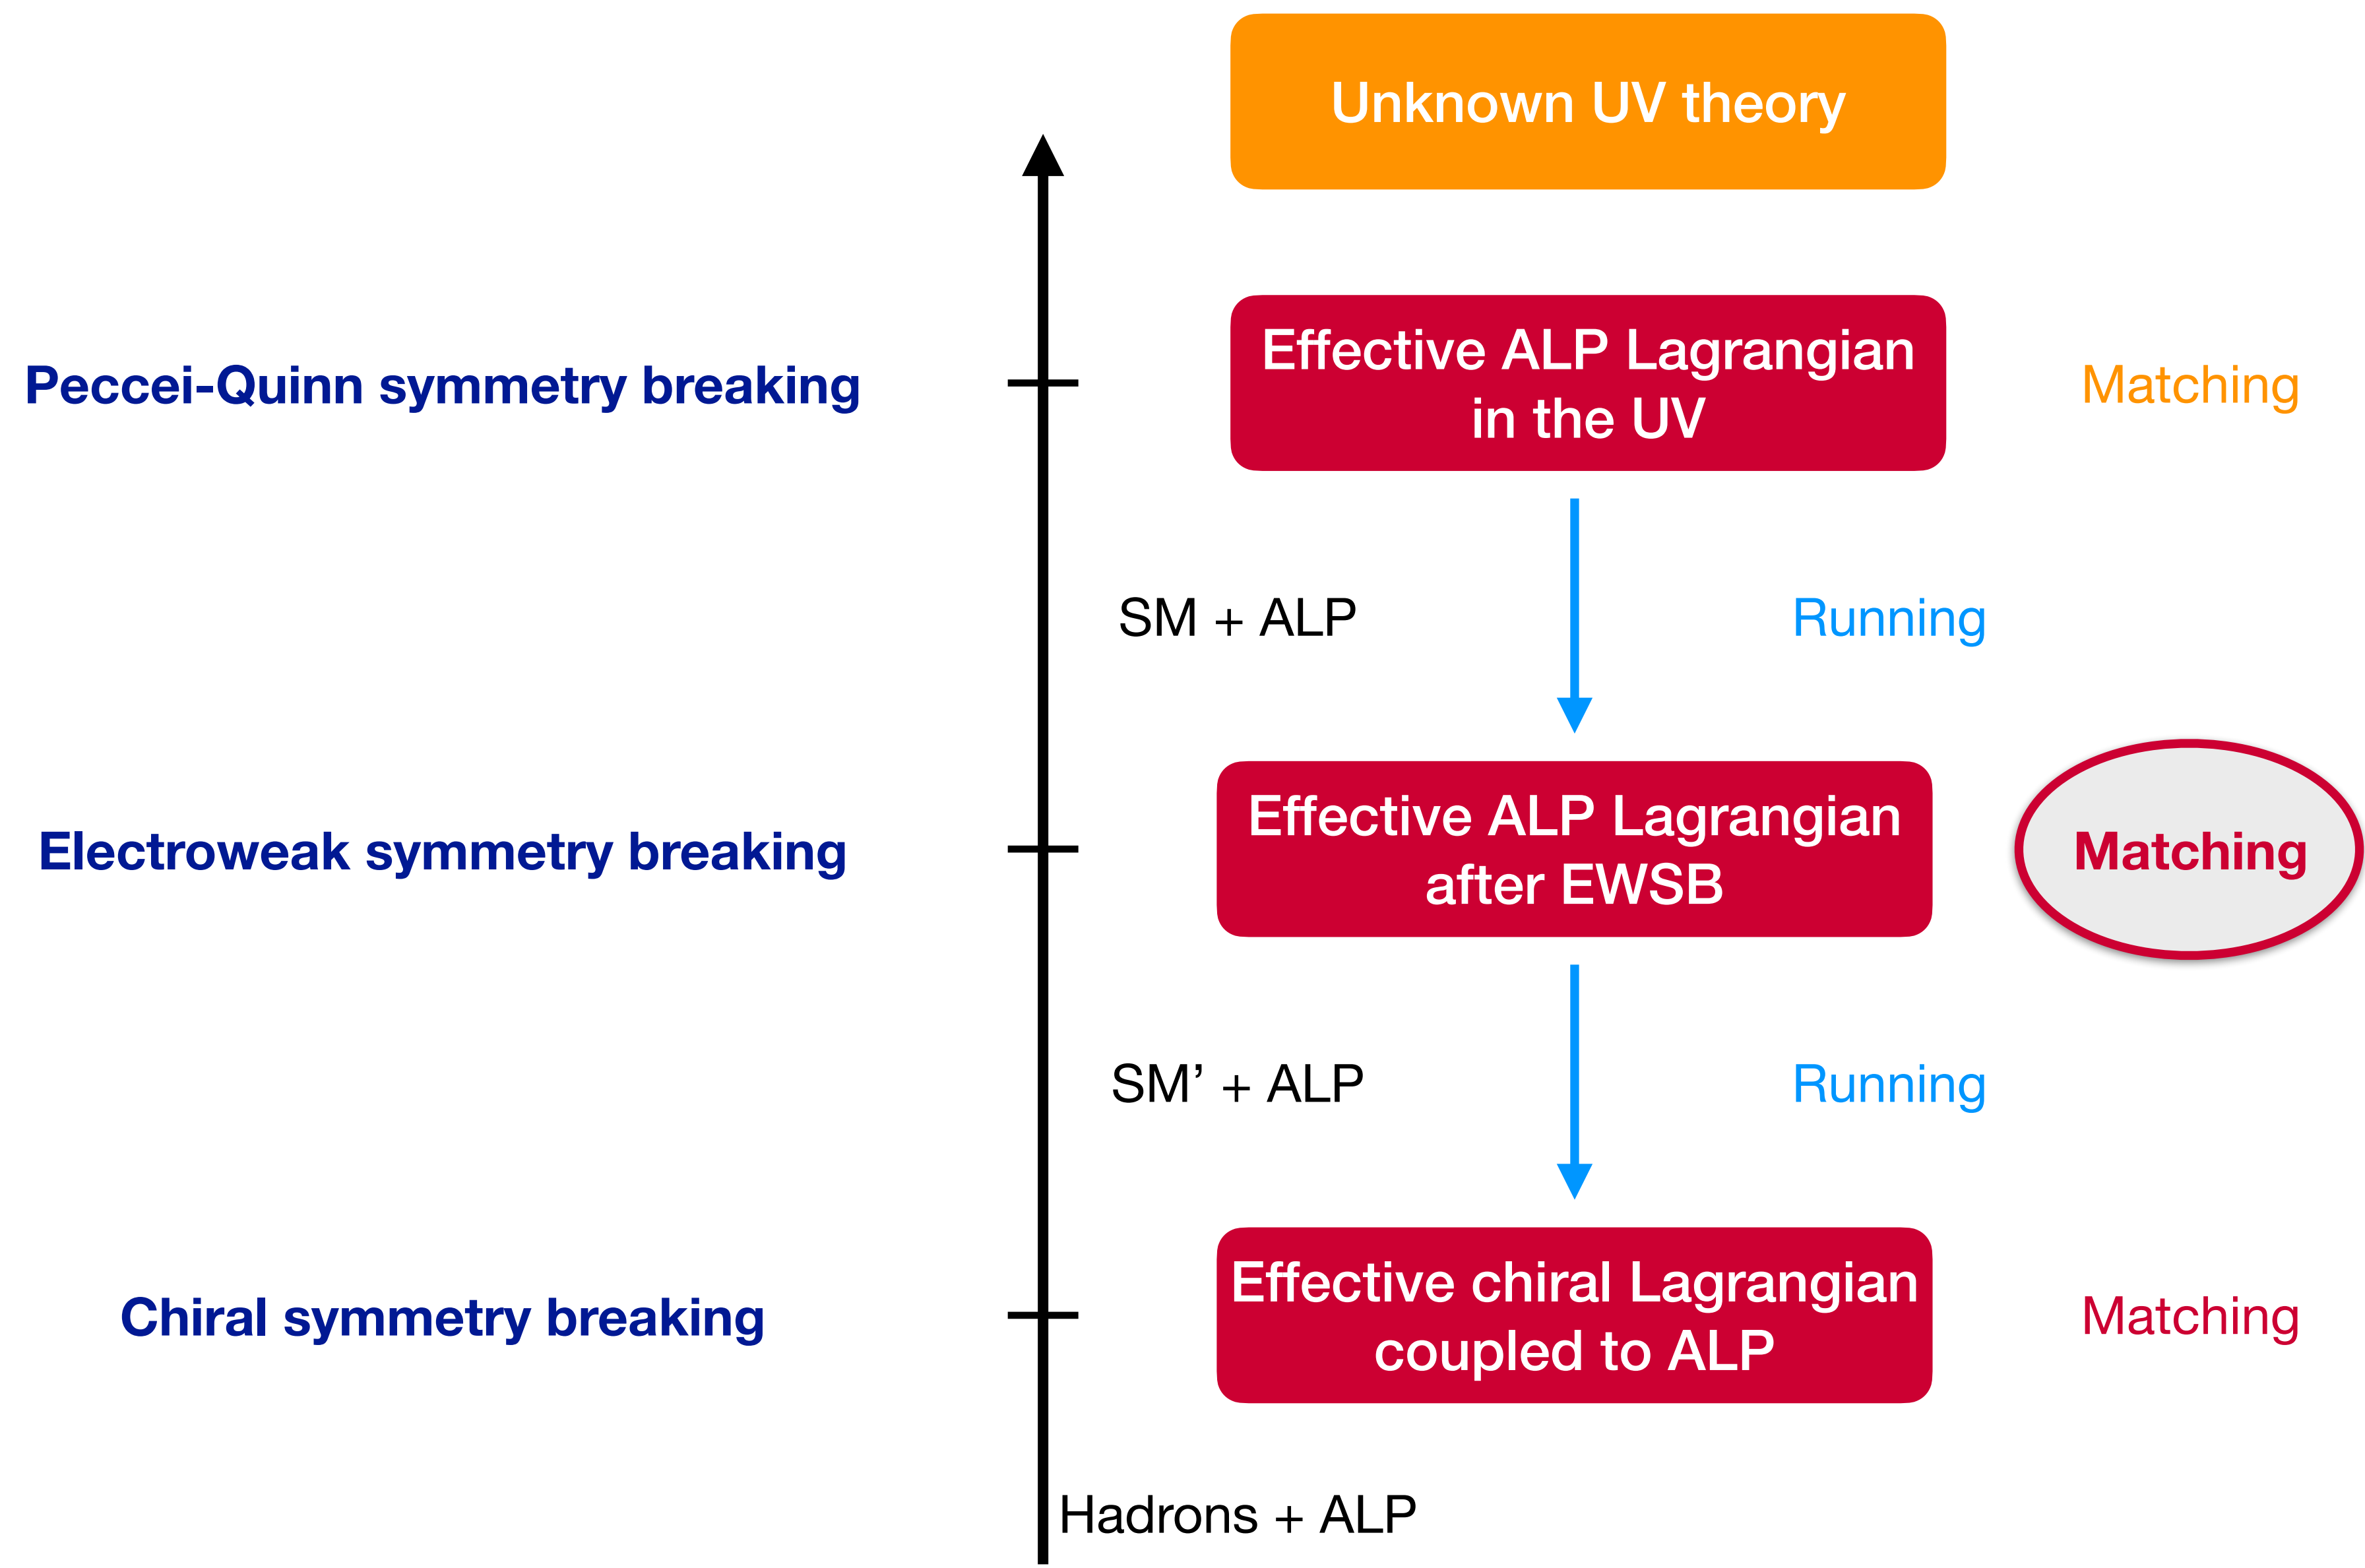 Unknown UV theory
Peccei-Quinn symmetry breaking
Effective ALP Lagrangian
in the UV
Matching
SM + ALP
Running
Electroweak symmetry breaking
Effective ALP Lagrangian
after EWSB
Matching
SM’ + ALP
Running
Chiral symmetry breaking
Effective chiral Lagrangian
coupled to ALP
Matching
Hadrons + ALP